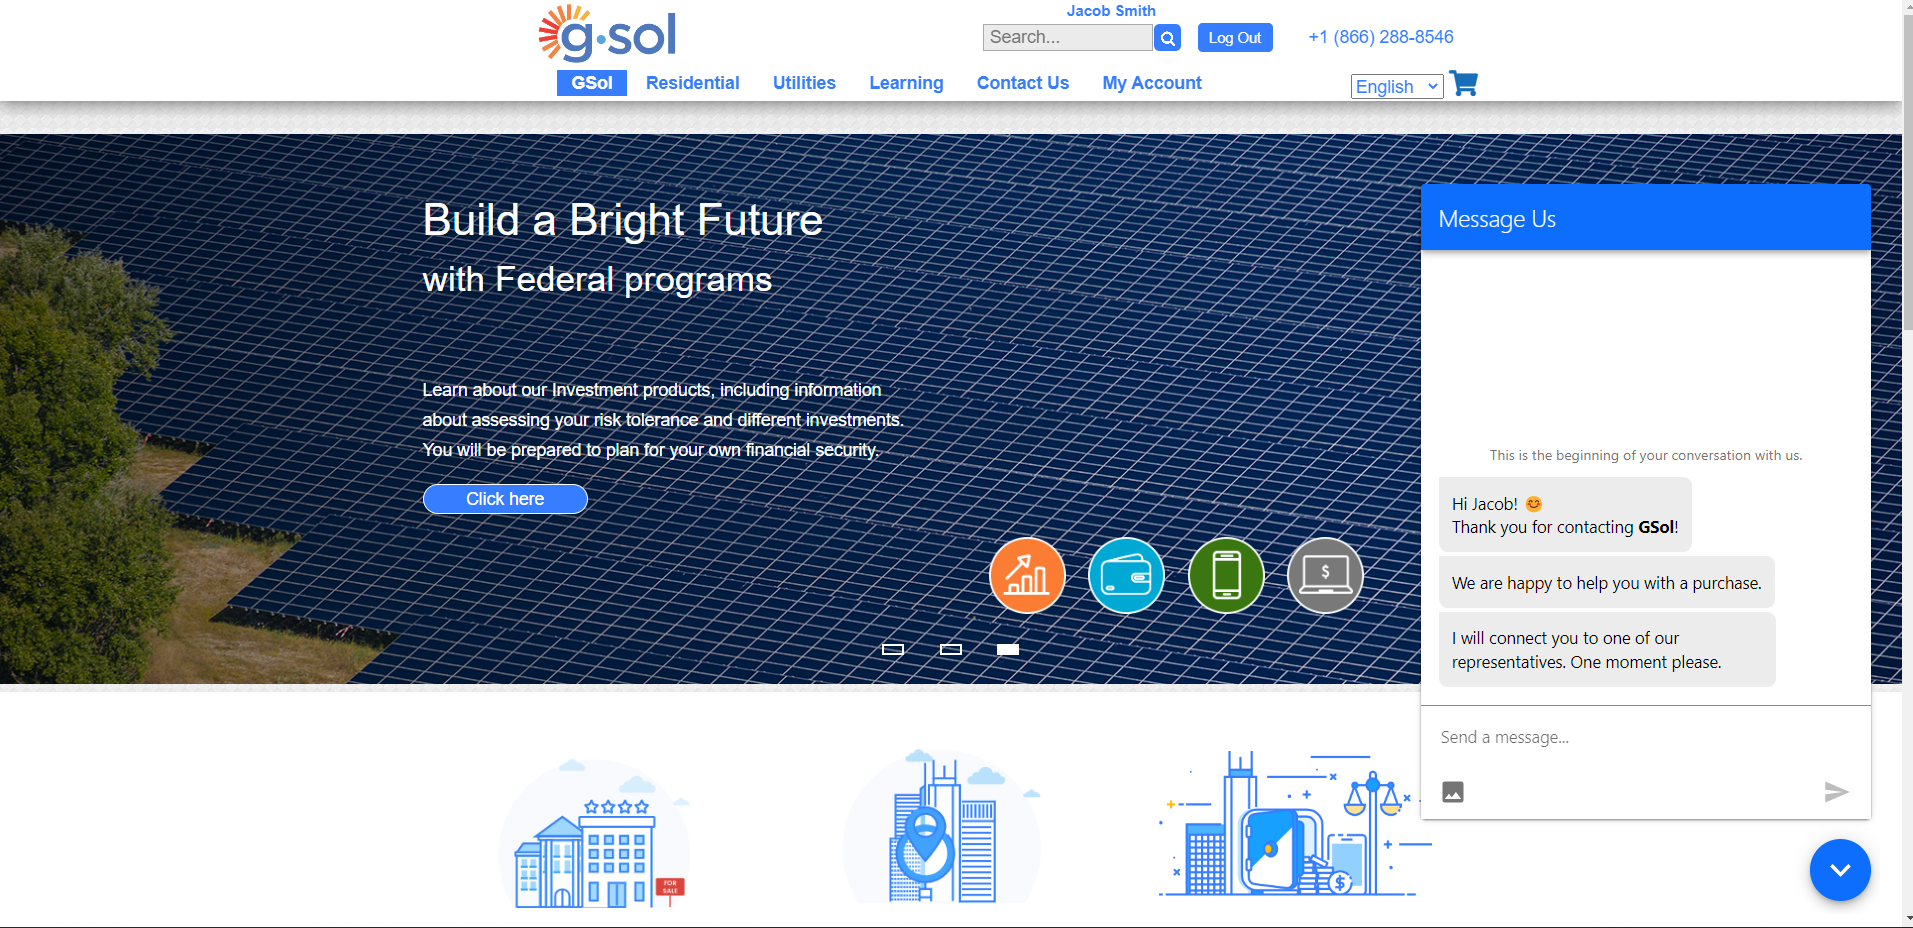 g·sol
Jacob Smith
Search...
Log Out
+1 (866) 288-8546
GSol
Residential
Utilities
Learning
Contact Us
My Account
English
Build a Bright Future
with Federal programs
Learn about our Investment products, including information
about assessing your risk tolerance and different investments.
You will be prepared to plan for your own financial security.
Click here
$
Message Us
This is the beginning of your conversation with us.
Hi Jacob! 😊
Thank you for contacting GSol!
We are happy to help you with a purchase.
I will connect you to one of our
representatives. One moment please.
Send a message...
FOR
SALE
$